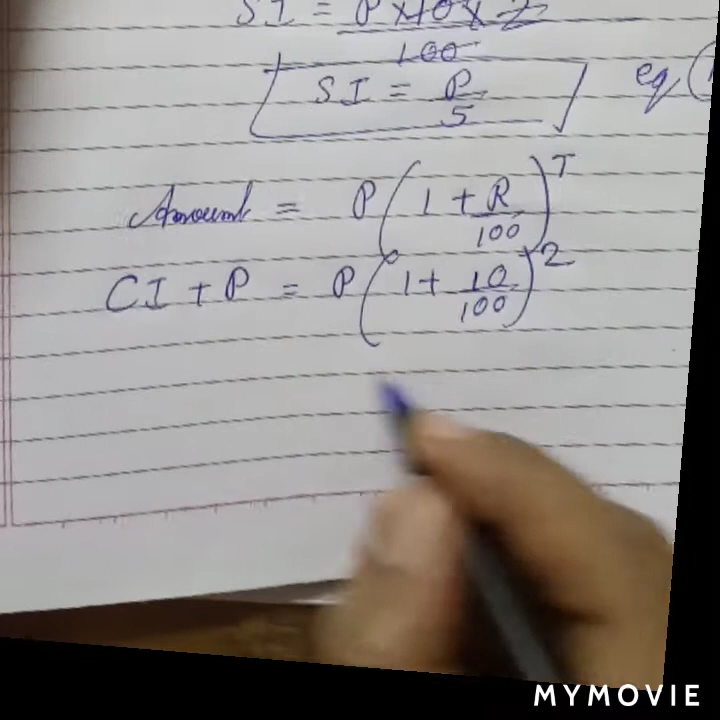 SI = P×10×2
100
SI = P/5 eq(
Amount = P(1 + R/100)^T
CI + P = P(1 + 10/100)^2
MYMOVIE